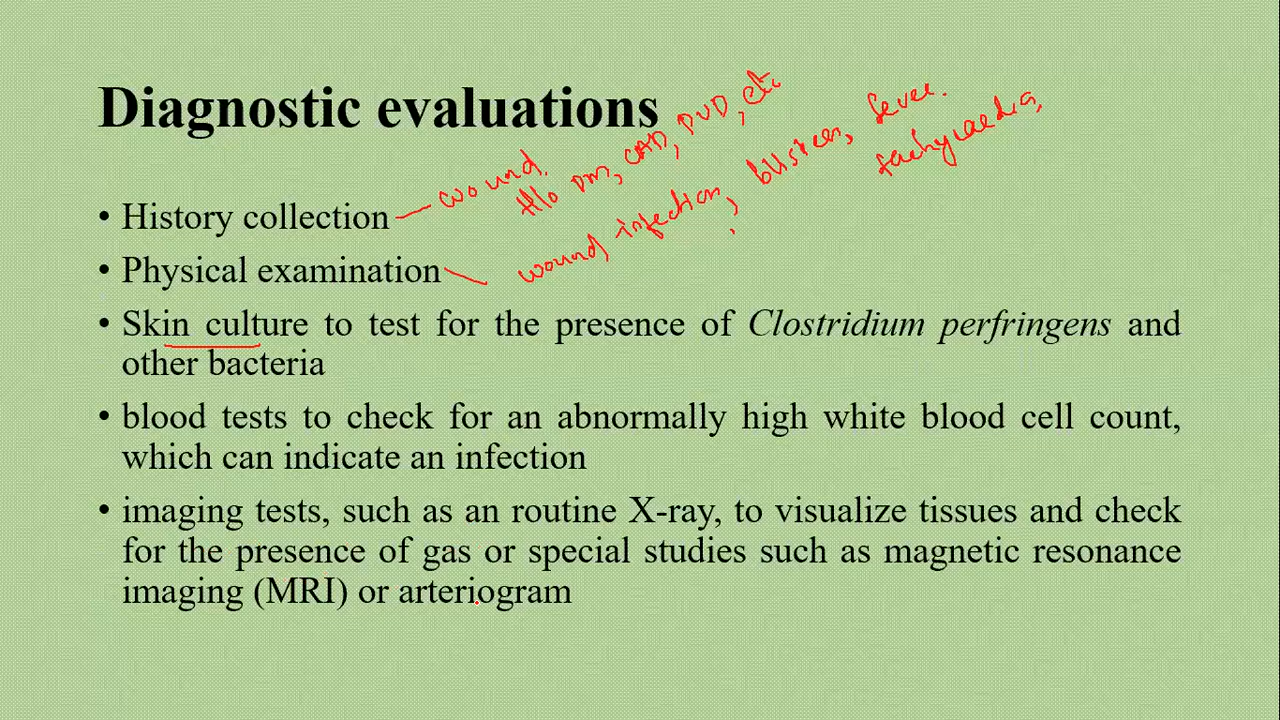 Diagnostic evaluations
• History collection
wound.
H/o DM, CAD, PVD, etc
• Physical examination
wound infection, blisters, fever.
tachycardia,
• Skin culture to test for the presence of Clostridium perfringens and
other bacteria
• blood tests to check for an abnormally high white blood cell count,
which can indicate an infection
• imaging tests, such as an routine X-ray, to visualize tissues and check
for the presence of gas or special studies such as magnetic resonance
imaging (MRI) or arteriogram